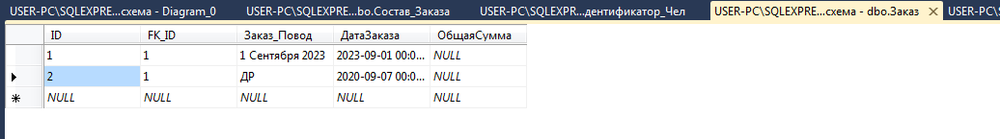 USER-PC\SQLEXPRE...схема - Diagram_0 USER-PC\SQLEXPRE...bo.Состав_Заказа USER-PC\SQLEXPR...дентификатор_Чел USER-PC\SQLEXPRE...схема - dbo.Заказ × USER-PC\S
ID FK_ID Заказ_Повод ДатаЗаказа ОбщаяСумма
1 1 1 Сентября 2023 2023-09-01 00:0... NULL
2 1 ДР 2020-09-07 00:0... NULL
NULL NULL NULL NULL NULL